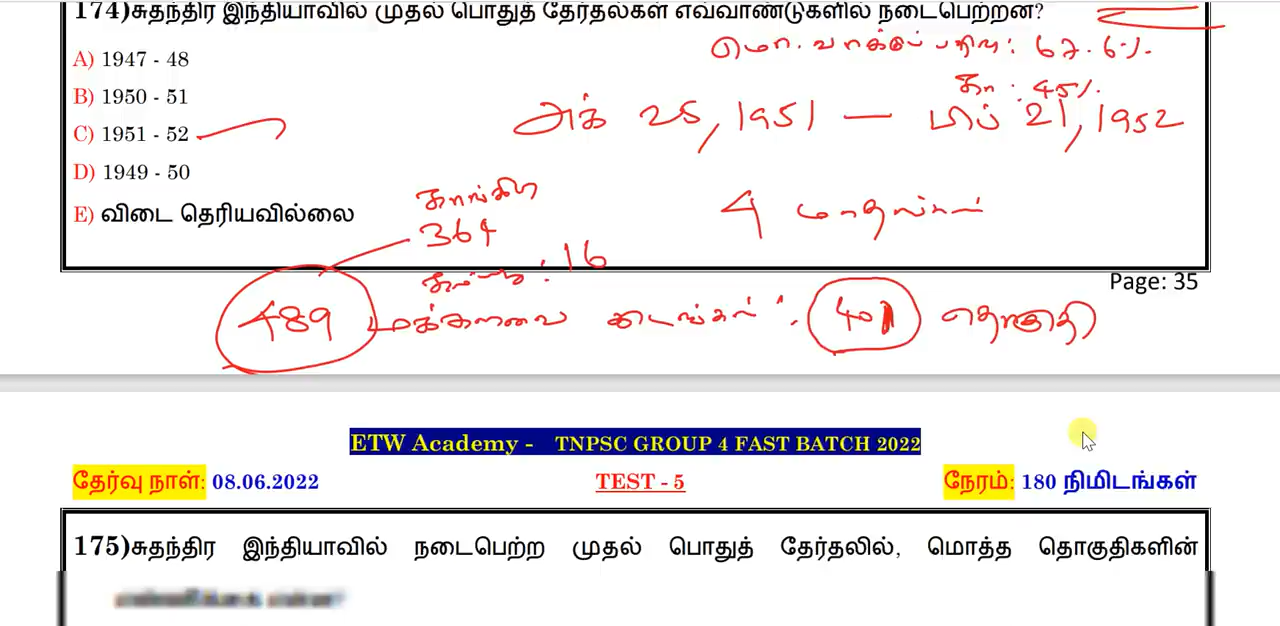 174)சுதந்திர இந்தியாவில் முதல் பொதுத் தேர்தல்கள் எவ்வாண்டுகளில் நடைபெற்றன?
மொ. வாக்குப் பதிவு: 67.6%.
A) 1947 - 48
கா : 45%.
B) 1950 - 51
அக் 25, 1951 — பிப் 21, 1952
C) 1951 - 52
D) 1949 - 50
காங்கிரஸ்
4 மாதங்கள்
E) விடை தெரியவில்லை
364
: 16
Page: 35
489 மக்களவை இடங்கள் : 401 தொகுதி
ETW Academy - TNPSC GROUP 4 FAST BATCH 2022
தேர்வு நாள்: 08.06.2022 TEST - 5 நேரம்: 180 நிமிடங்கள்
175)சுதந்திர இந்தியாவில் நடைபெற்ற முதல் பொதுத் தேர்தலில், மொத்த தொகுதிகளின்